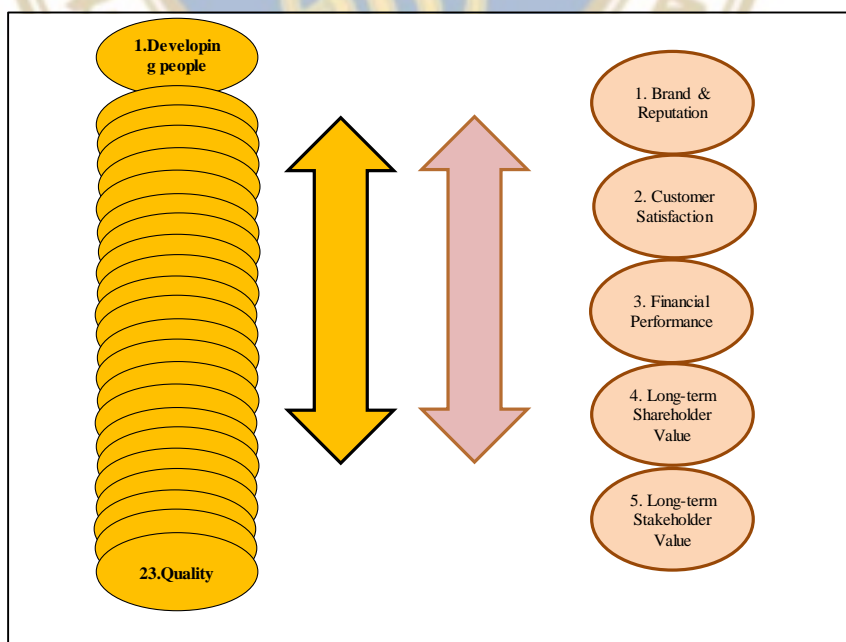 1.Developin
g people
23.Quality
1. Brand &
Reputation
2. Customer
Satisfaction
3. Financial
Performance
4. Long-term
Shareholder
Value
5. Long-term
Stakeholder
Value